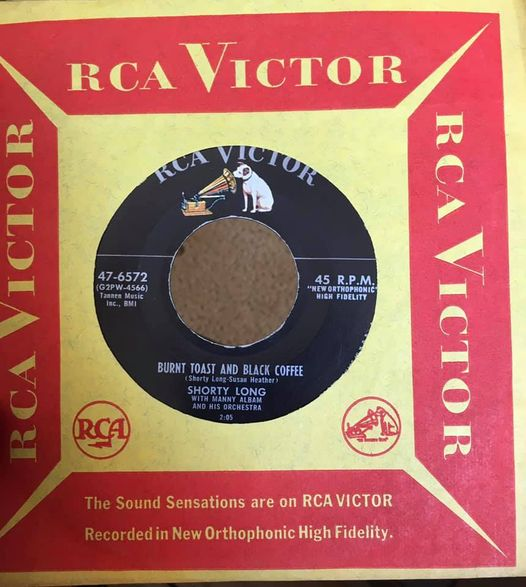 RCA VICTOR
RCA VICTOR
RCA VICTOR
RCA VICTOR
47-6572
(G2PW-4566)
Tannen Music
Inc., BMI
45 R.P.M.
"NEW ORTHOPHONIC"
HIGH FIDELITY
BURNT TOAST AND BLACK COFFEE
(Shorty Long-Susan Heather)
SHORTY LONG
WITH MANNY ALBAM
AND HIS ORCHESTRA
2:05
RCA
The Sound Sensations are on RCA VICTOR
Recorded in New Orthophonic High Fidelity.